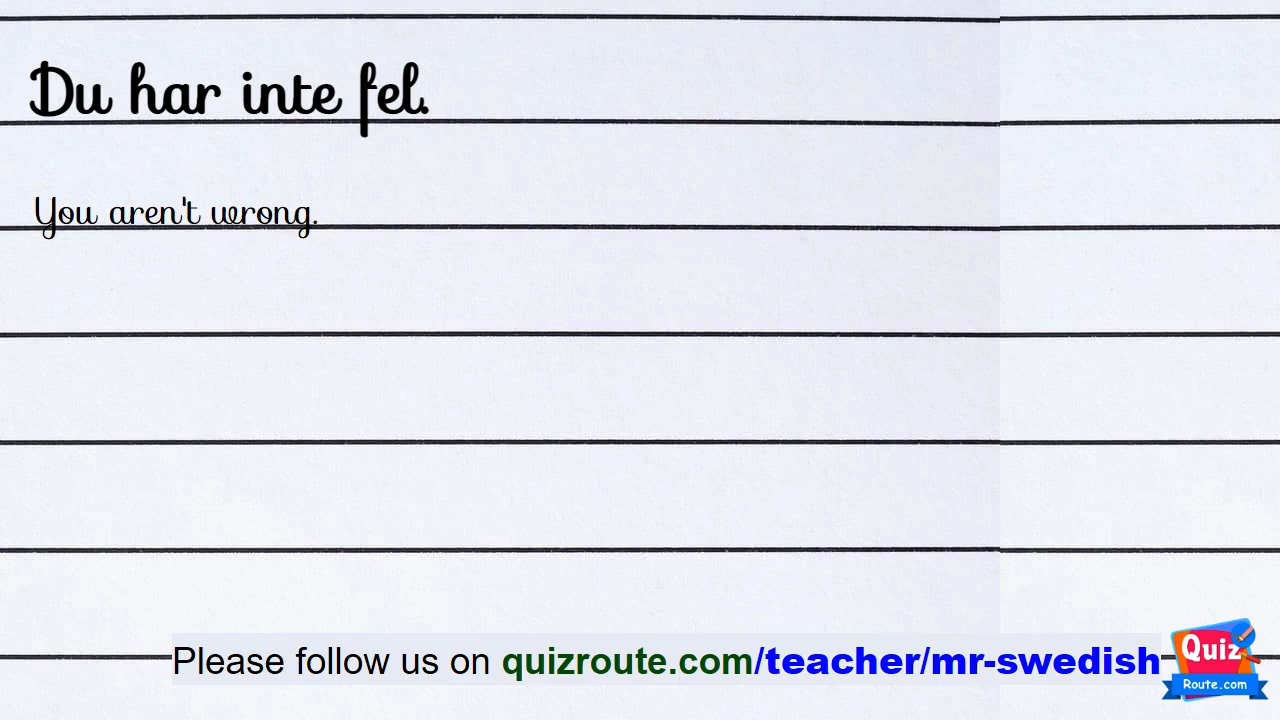 Du har inte fel.
You aren't wrong.
Please follow us on quizroute.com/teacher/mr-swedish
Quiz
Route.com